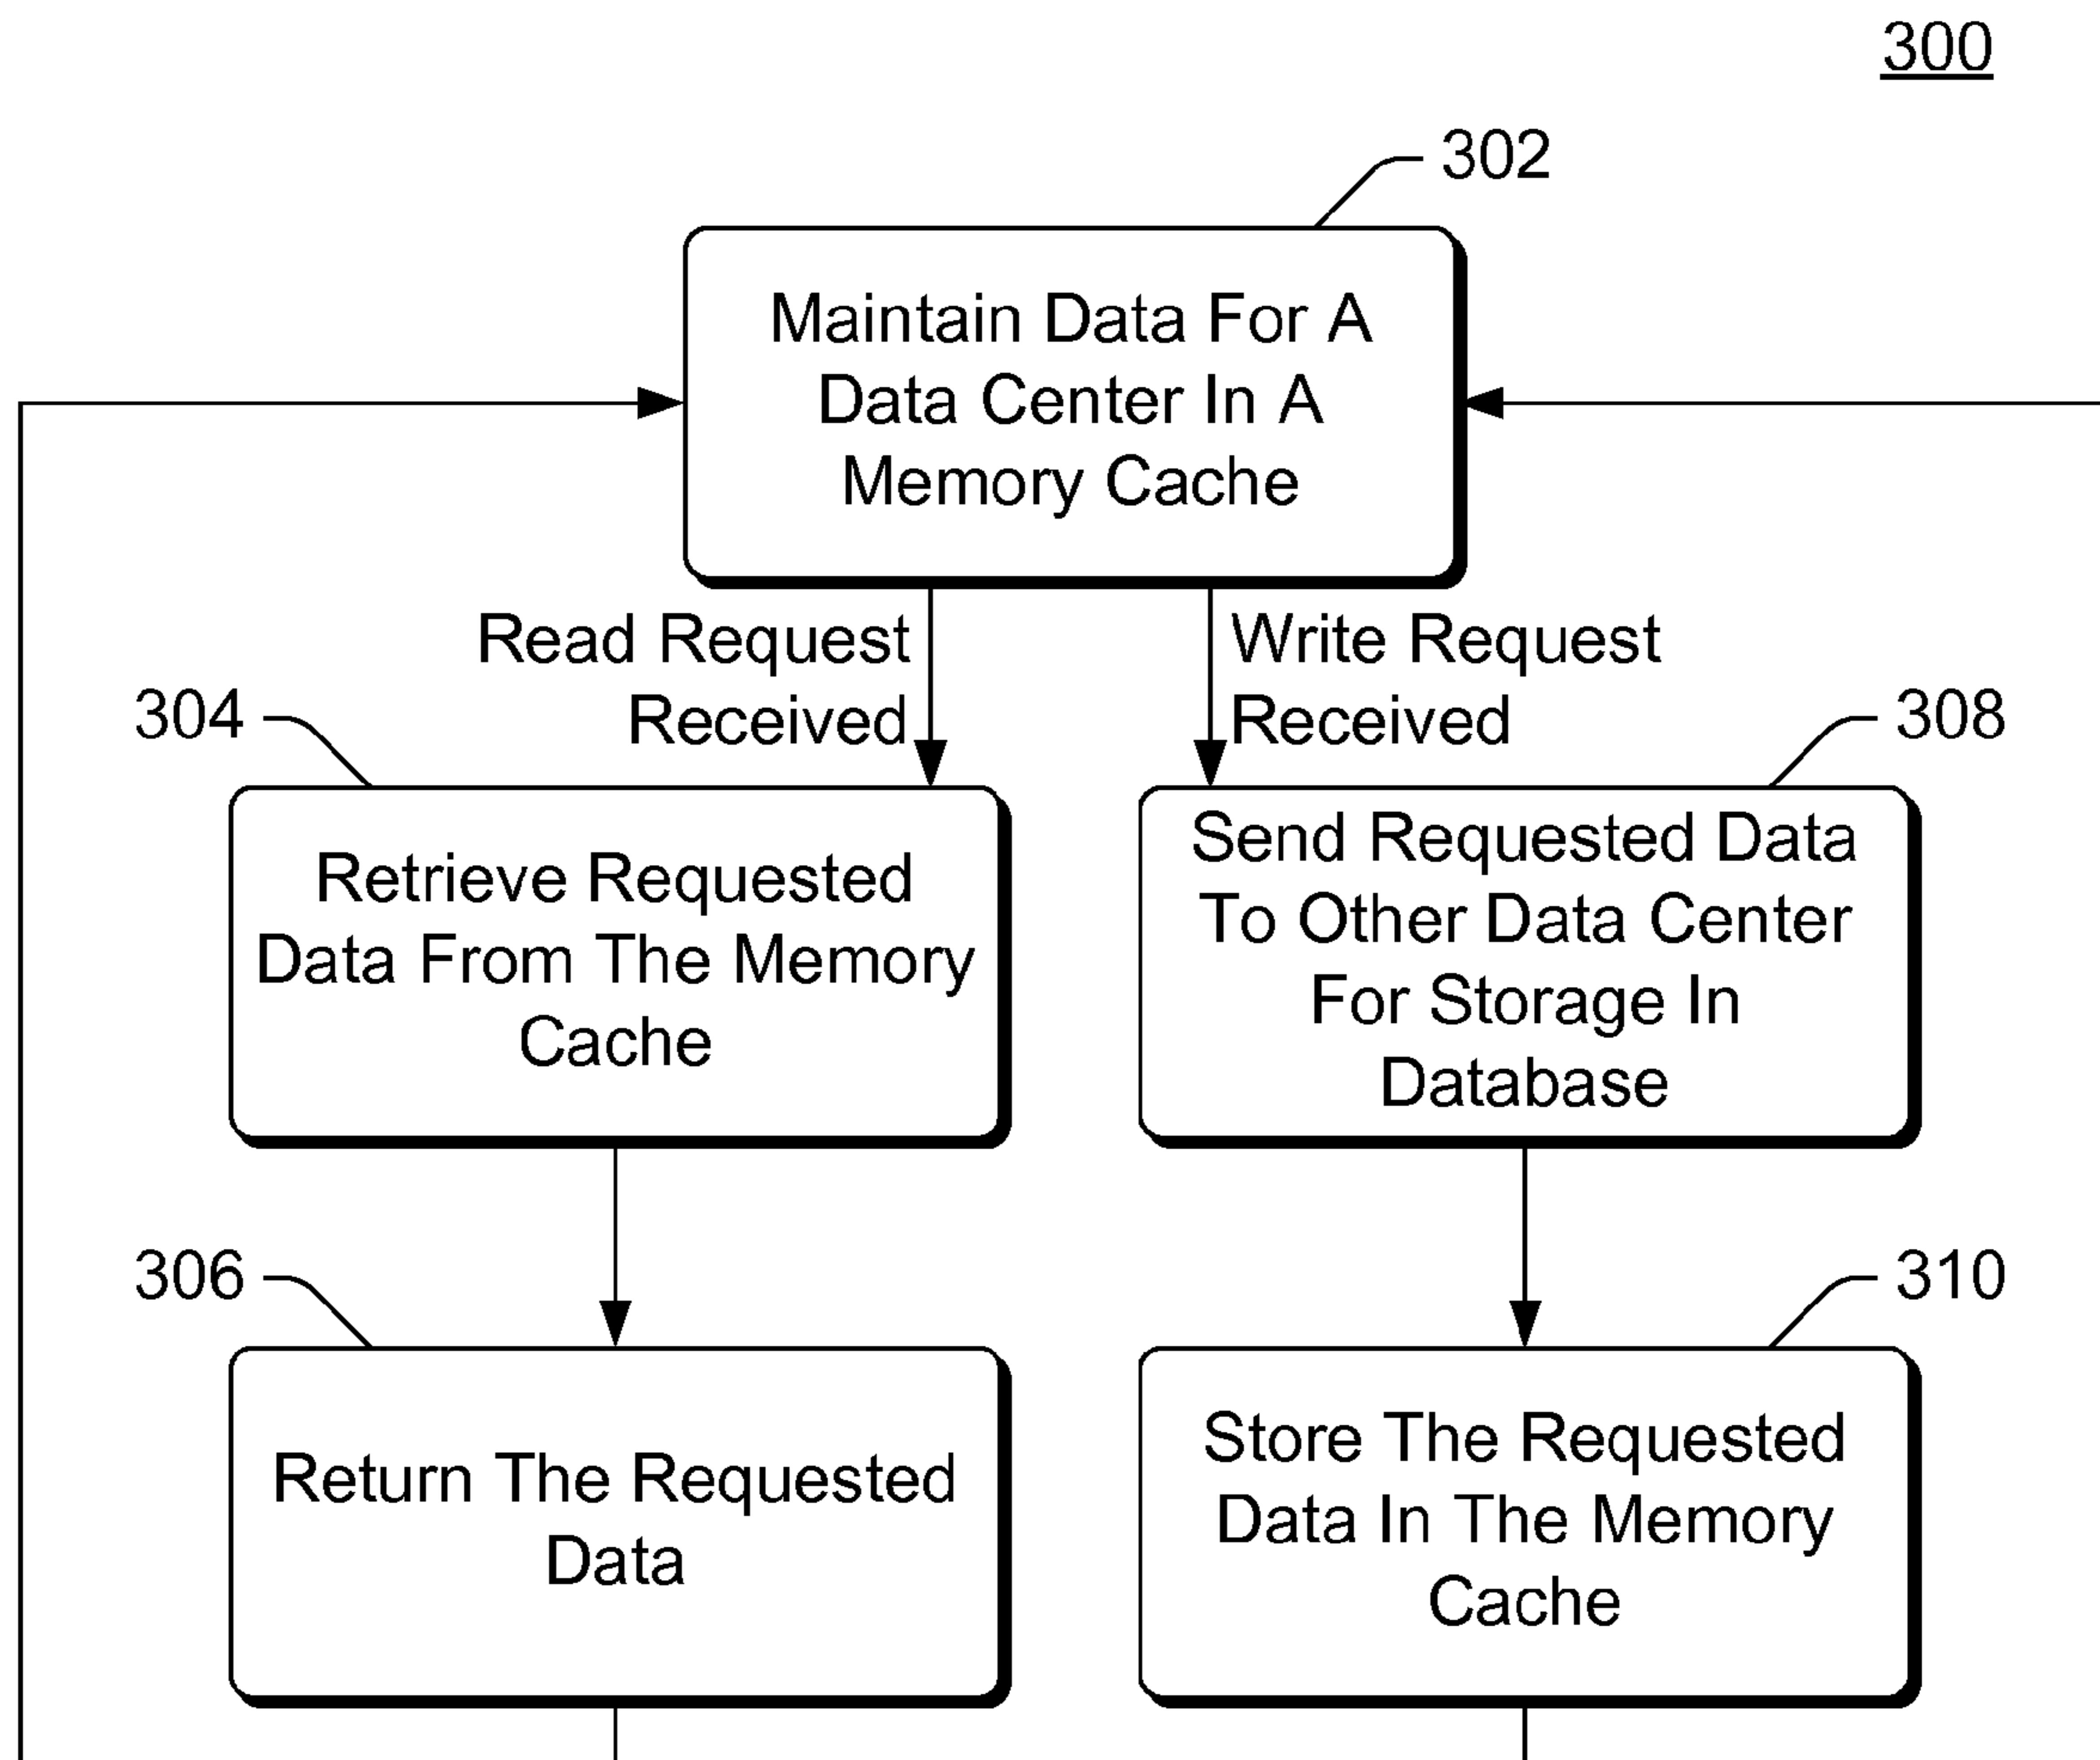 300
302
Maintain Data For A
Data Center In A
Memory Cache
Read Request
Received
Write Request
Received
304
Retrieve Requested
Data From The Memory
Cache
308
Send Requested Data
To Other Data Center
For Storage In
Database
306
Return The Requested
Data
310
Store The Requested
Data In The Memory
Cache